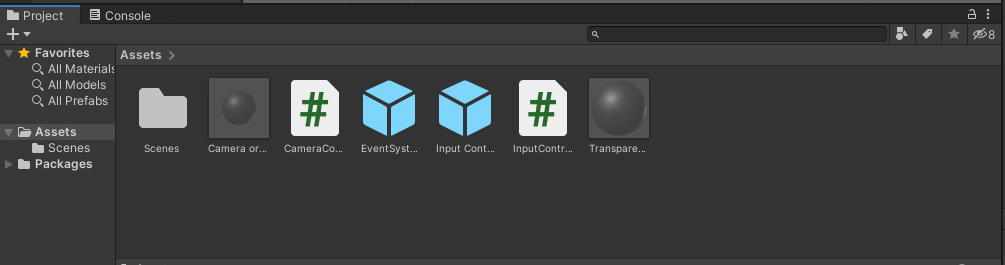 Project
Console
8
Favorites
All Materials
All Models
All Prefabs
Assets
Scenes
Packages
Assets
Scenes
Camera or...
CameraCo...
EventSyst...
Input Cont...
InputContr...
Transpare...